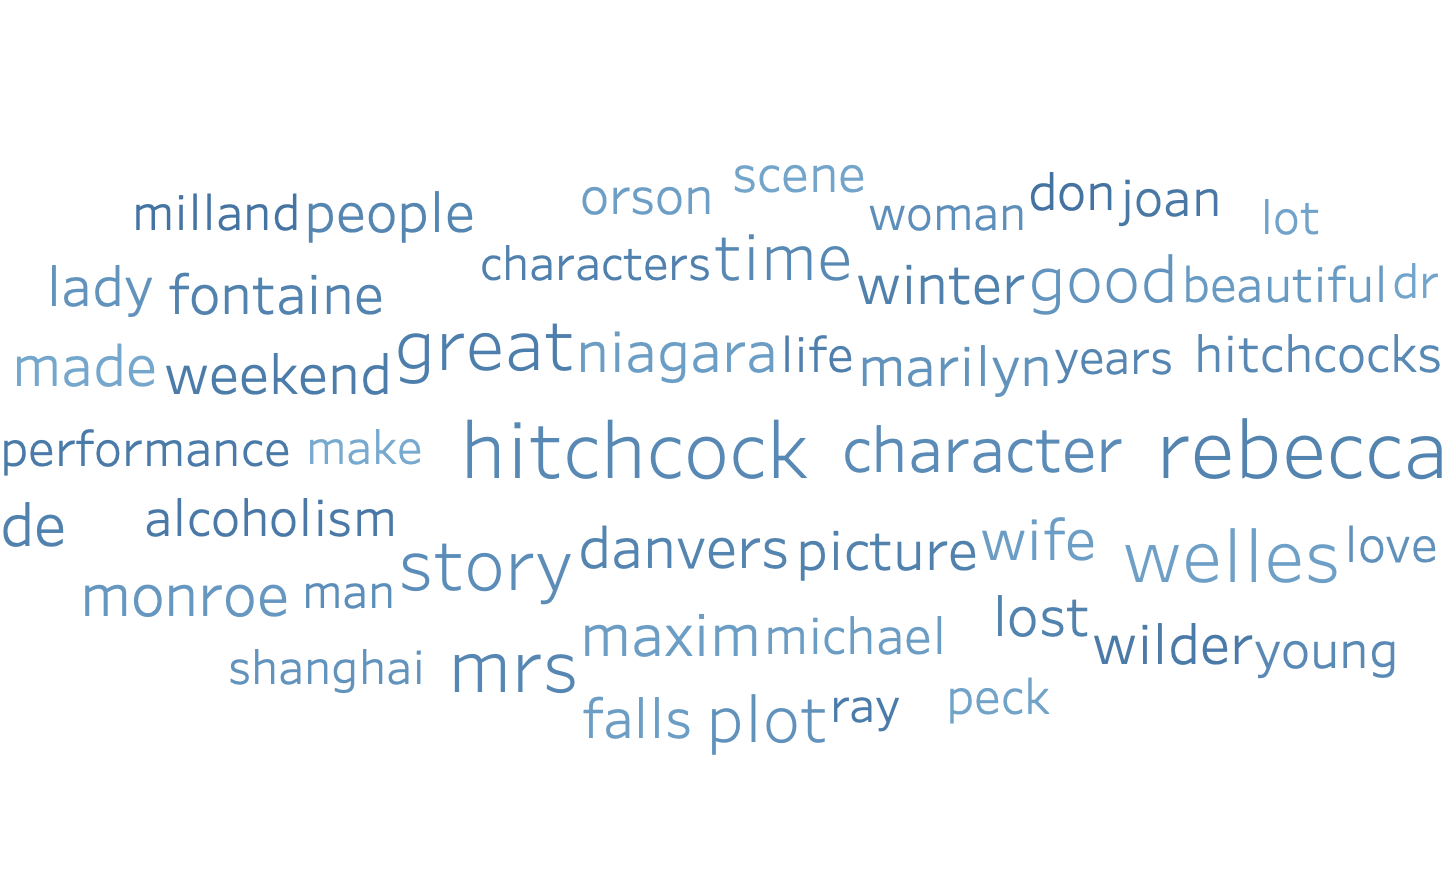 scene
milland people orson woman don joan lot
lady fontaine characters time winter good beautiful dr
made weekend great niagara life marilyn years hitchcocks
performance make hitchcock character rebecca
de alcoholism story danvers picture wife welles love
monroe man maxim michael lost wilder young
shanghai mrs falls plot ray peck